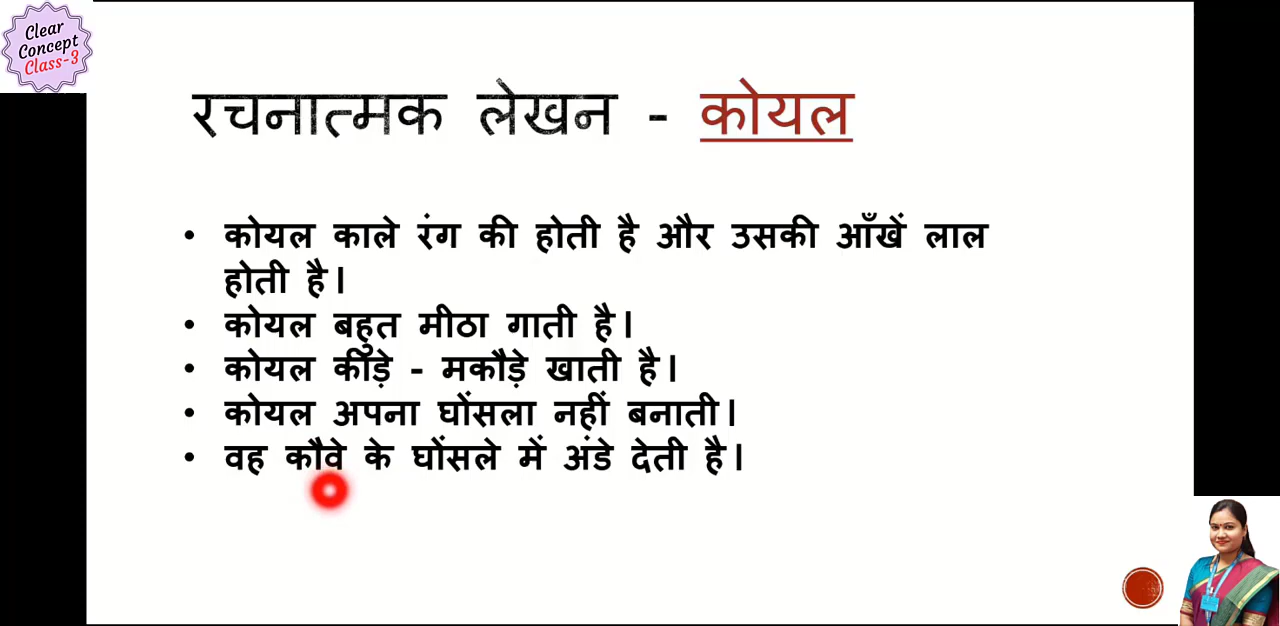 Clear
Concept
Class-3
रचनात्मक लेखन - कोयल
• कोयल काले रंग की होती है और उसकी आँखें लाल
होती है।
• कोयल बहुत मीठा गाती है।
• कोयल कीड़े - मकौड़े खाती है।
• कोयल अपना घोंसला नहीं बनाती।
• वह कौवे के घोंसले में अंडे देती है।